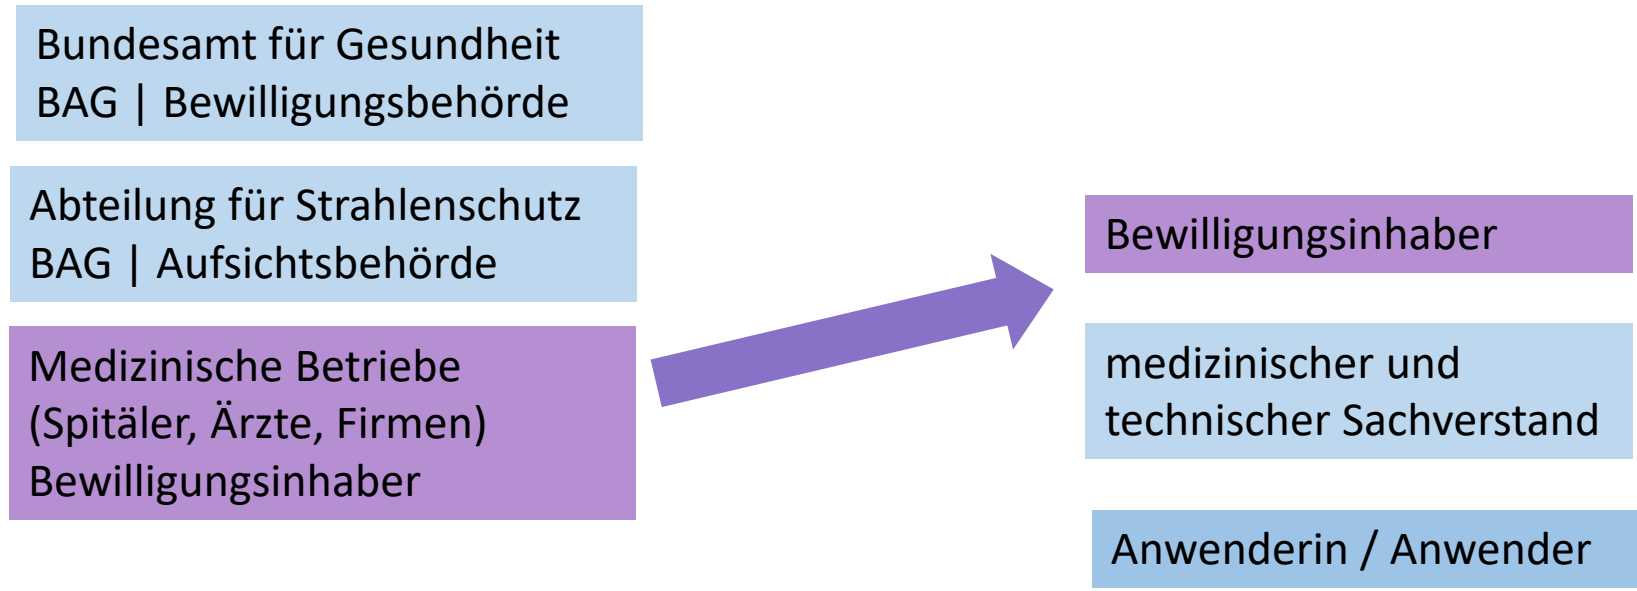 Bundesamt für Gesundheit
BAG | Bewilligungsbehörde
Abteilung für Strahlenschutz
BAG | Aufsichtsbehörde
Medizinische Betriebe
(Spitäler, Ärzte, Firmen)
Bewilligungsinhaber
Bewilligungsinhaber
medizinischer und
technischer Sachverstand
Anwenderin / Anwender